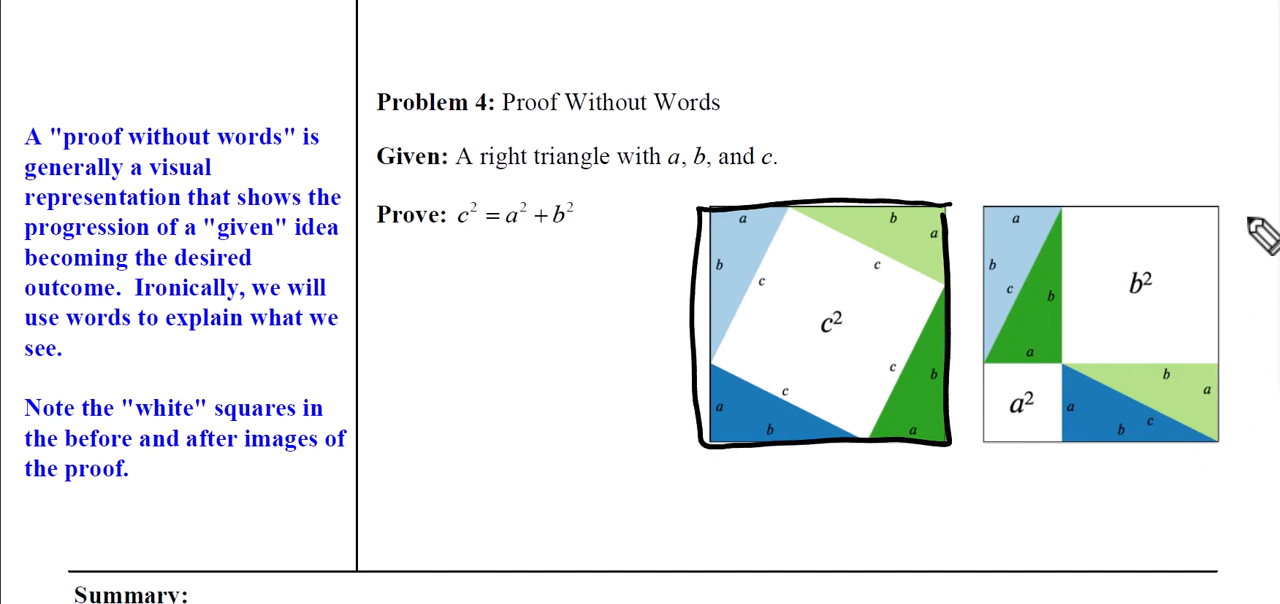 A "proof without words" is
generally a visual
representation that shows the
progression of a "given" idea
becoming the desired
outcome. Ironically, we will
use words to explain what we
see.
Note the "white" squares in
the before and after images of
the proof.
Problem 4: Proof Without Words
Given: A right triangle with a, b, and c.
Prove: c² = a² + b²
a
b
a
b
c
c
c²
c
b
c
a
b
a
a
b
c
b
a
b²
b
a
a²
a
c
b
Summary: